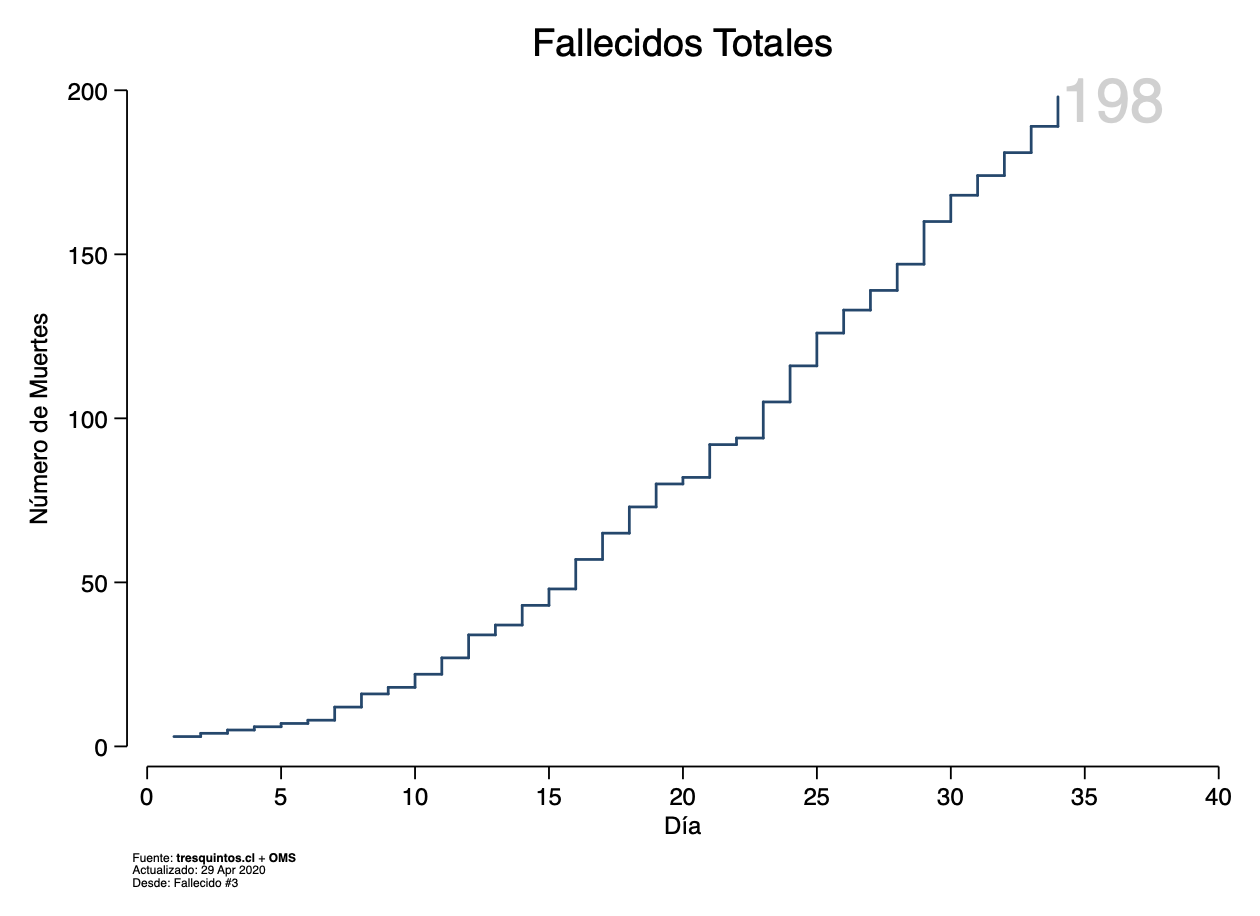 Fallecidos Totales
198
200
150
100
50
0
Número de Muertes
0 5 10 15 20 25 30 35 40
Día
Fuente: tresquintos.cl + OMS
Actualizado: 29 Apr 2020
Desde: Fallecido #3